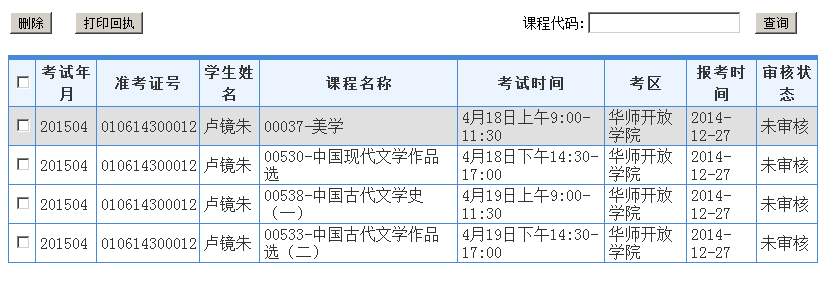 删除 打印回执 课程代码: 查询
考试年月 准考证号 学生姓名 课程名称 考试时间 考区 报考时间 审核状态
201504 010614300012 卢镜朱 00037-美学 4月18日上午9:00-11:30 华师开放学院 2014-12-27 未审核
201504 010614300012 卢镜朱 00530-中国现代文学作品选 4月18日下午14:30-17:00 华师开放学院 2014-12-27 未审核
201504 010614300012 卢镜朱 00538-中国古代文学史（一） 4月19日上午9:00-11:30 华师开放学院 2014-12-27 未审核
201504 010614300012 卢镜朱 00533-中国古代文学作品选（二） 4月19日下午14:30-17:00 华师开放学院 2014-12-27 未审核